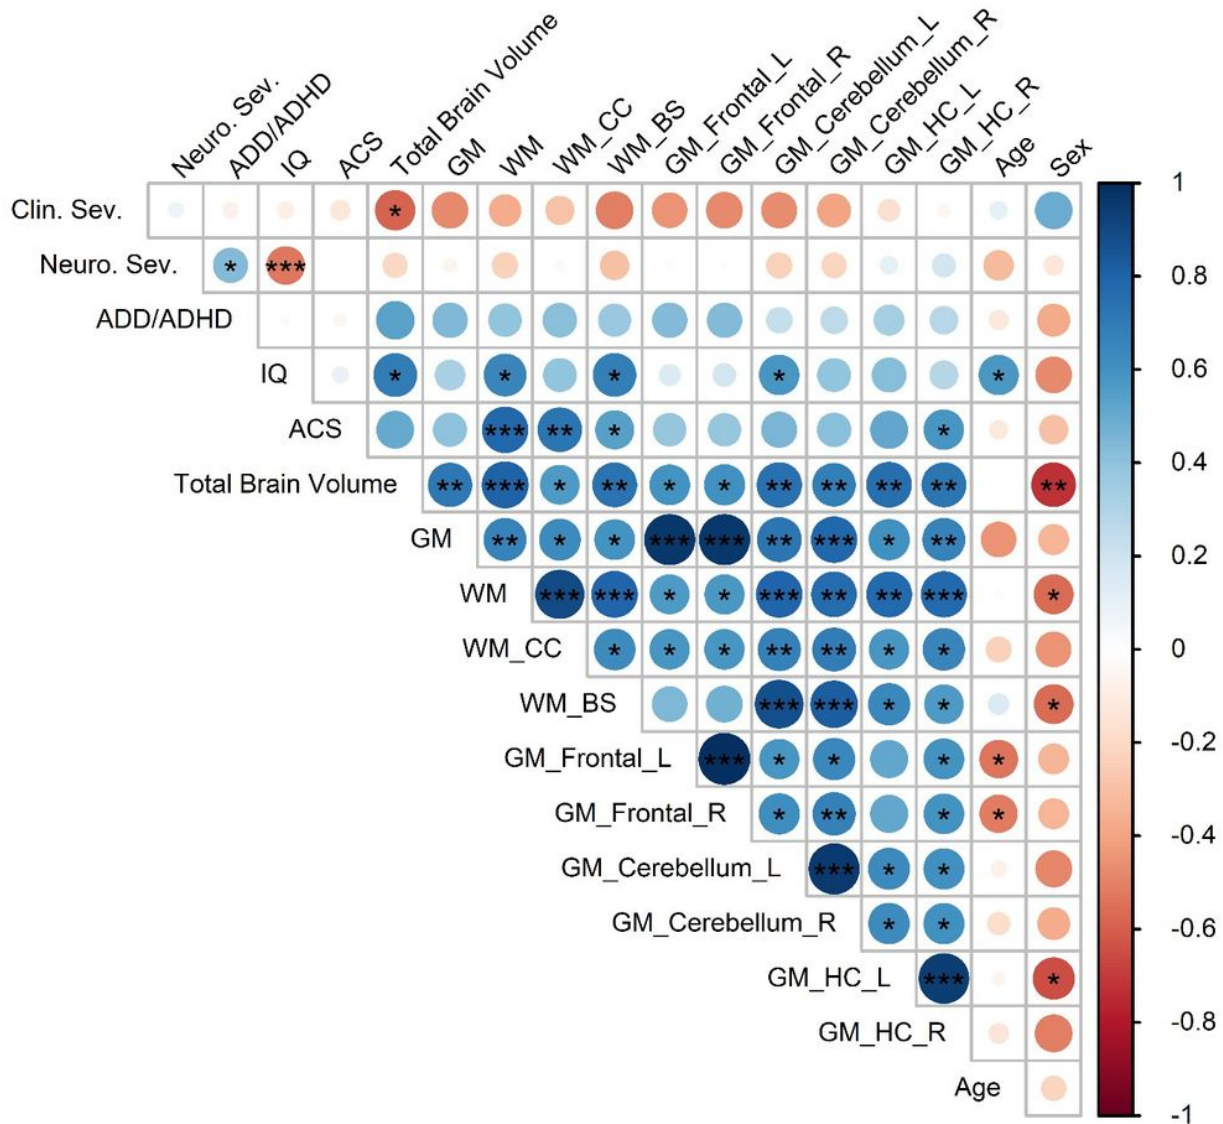 Neuro. Sev.
ADD/ADHD
IQ
ACS
Total Brain Volume
GM
WM
WM_CC
WM_BS
GM_Frontal_L
GM_Frontal_R
GM_Cerebellum_L
GM_Cerebellum_R
GM_HC_L
GM_HC_R
Age
Sex
Clin. Sev. *
Neuro. Sev. * ***
ADD/ADHD
IQ * * * * *
ACS *** ** * *
Total Brain Volume ** *** * ** * * ** ** ** ** **
GM ** * * *** *** ** *** * **
WM *** *** * * *** ** ** *** *
WM_CC * * * ** ** * *
WM_BS *** *** * * *
GM_Frontal_L *** * * * *
GM_Frontal_R * ** * *
GM_Cerebellum_L *** * *
GM_Cerebellum_R * *
GM_HC_L *** *
GM_HC_R
Age
1
0.8
0.6
0.4
0.2
0
-0.2
-0.4
-0.6
-0.8
-1